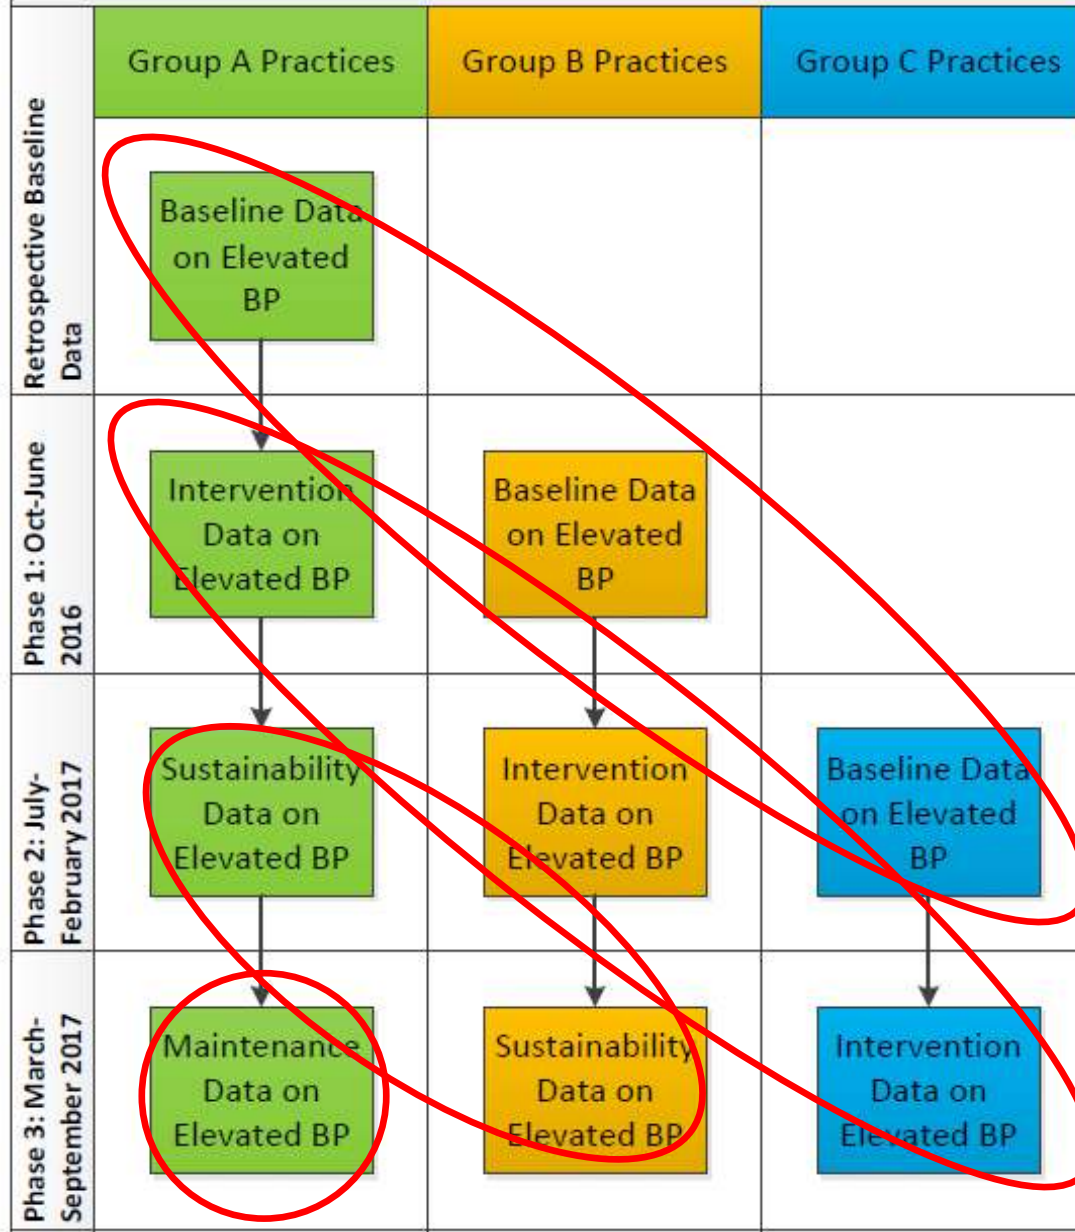 Group A Practices
Group B Practices
Group C Practices
Retrospective Baseline
Data
Baseline Data
on Elevated
BP
Phase 1: Oct-June
2016
Intervention
Data on
Elevated BP
Baseline Data
on Elevated
BP
Phase 2: July-
February 2017
Sustainability
Data on
Elevated BP
Intervention
Data on
Elevated BP
Baseline Data
on Elevated
BP
Phase 3: March-
September 2017
Maintenance
Data on
Elevated BP
Sustainability
Data on
Elevated BP
Intervention
Data on
Elevated BP